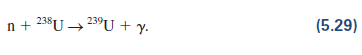 n + ²³⁸U → ²³⁹U + γ. (5.29)